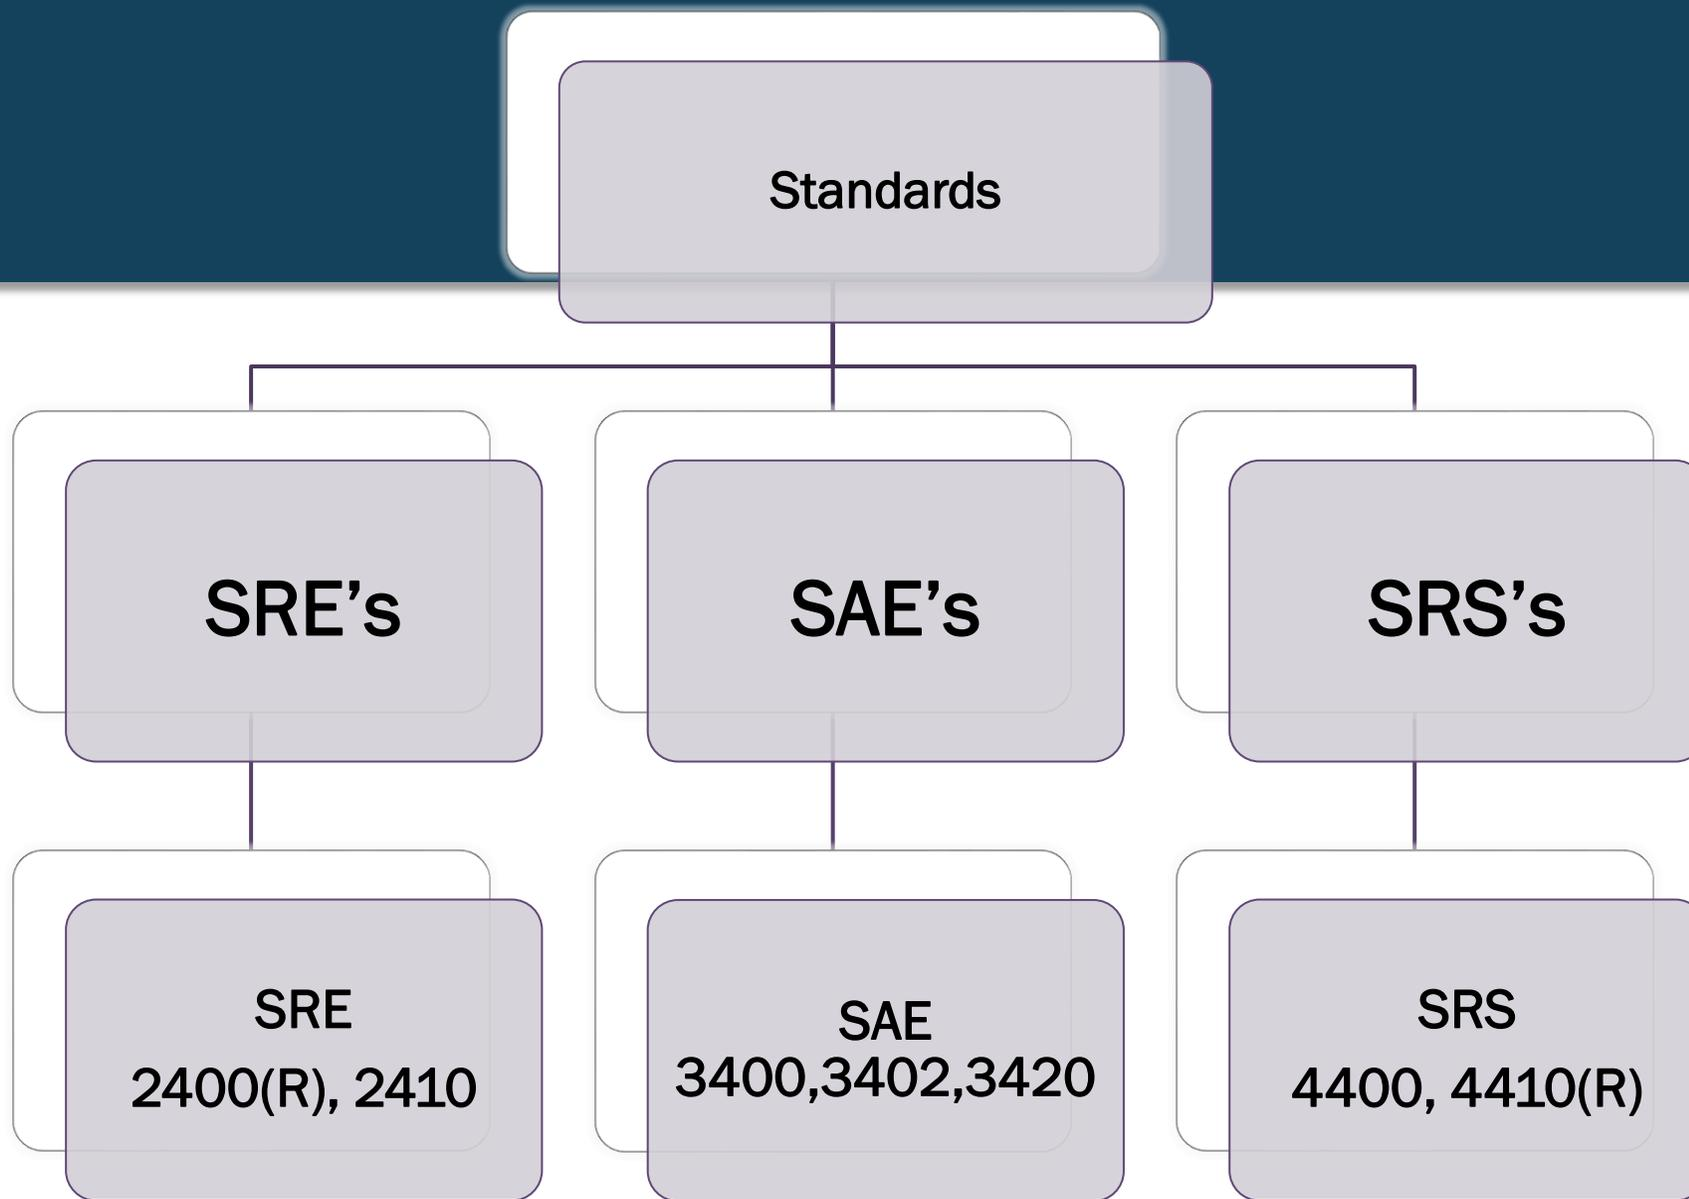 Standards
SRE’s
SAE’s
SRS’s
SRE
2400(R), 2410
SAE
3400,3402,3420
SRS
4400, 4410(R)